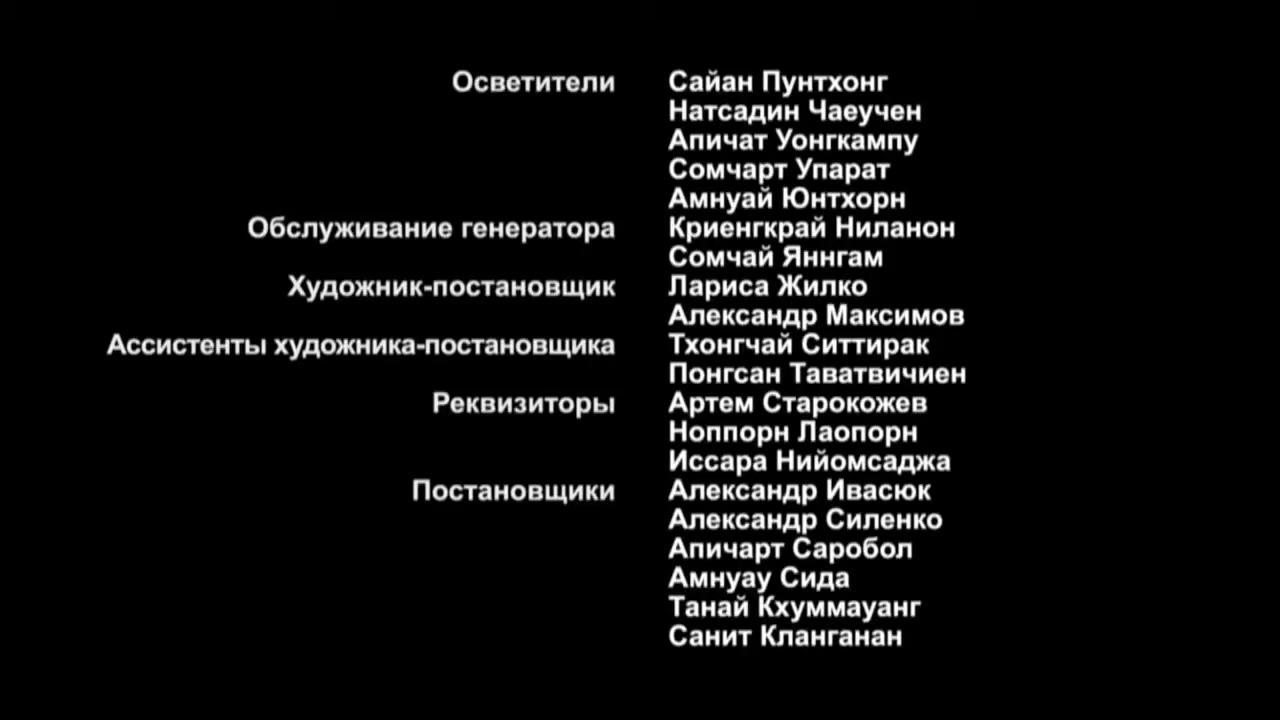 Осветители Сайан Пунтхонг
Натсадин Чаеучен
Апичат Уонгкампу
Сомчарт Упарат
Амнуай Юнтхорн
Обслуживание генератора Криенгкрай Ниланон
Сомчай Яннгам
Художник-постановщик Лариса Жилко
Александр Максимов
Ассистенты художника-постановщика Тхонгчай Ситтирак
Понгсан Таватвичиен
Реквизиторы Артем Старокожев
Ноппорн Лаопорн
Иссара Нийомсаджа
Постановщики Александр Ивасюк
Александр Силенко
Апичарт Саробол
Амнуау Сида
Танай Кхуммауанг
Санит Кланганан